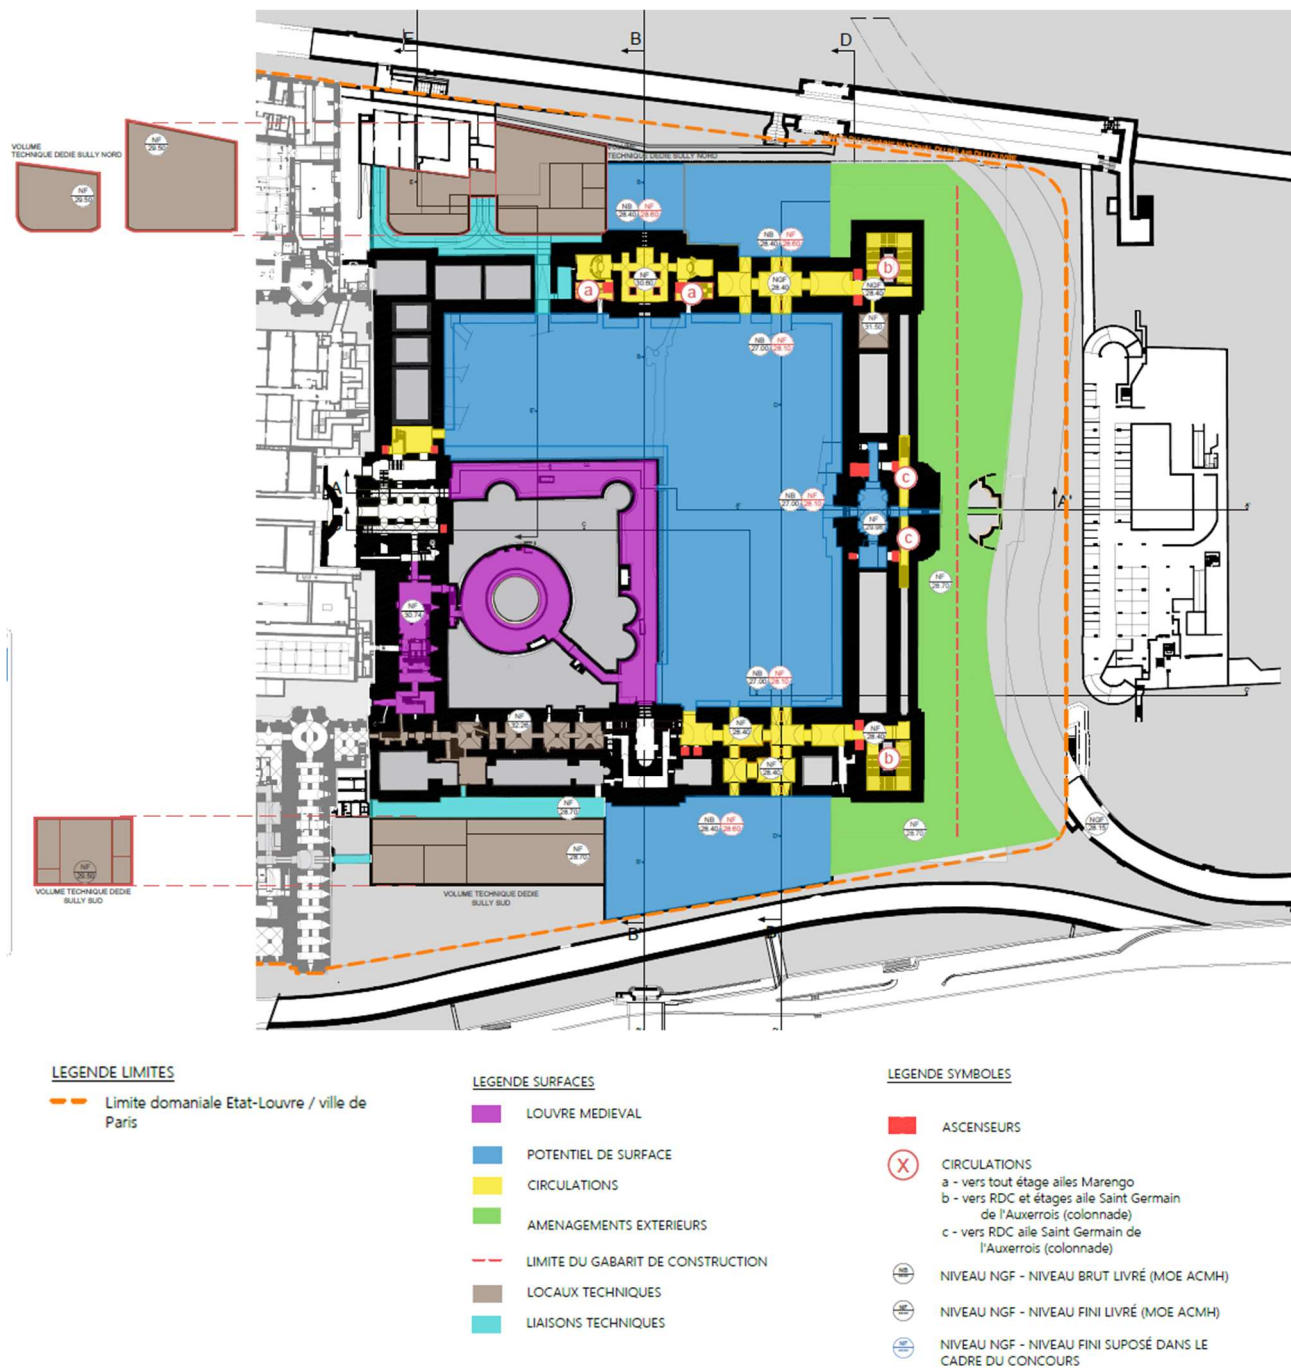 E
B
D
VOLUME
TECHNIQUE DEDIE SULLY NORD
NF
29.50
NF
29.50
TECHNIQUE DEDIE SULLY NORD
NB
28.40
NF
28.60
NB
28.40
NF
28.60
NF
30.60
NGF
28.40
NGF
28.40
a
a
b
NF
31.50
NB
27.00
NF
28.10
A
NB
27.00
NF
28.10
c
A'
NF
29.98
c
NF
28.70
NF
30.74
NB
27.00
NF
28.10
NF
32.26
NF
28.40
NF
28.40
NF
28.40
b
NF
28.70
NB
28.40
NF
28.60
NF
28.70
NGF
28.15
NF
29.50
NF
28.70
VOLUME TECHNIQUE DEDIE
SULLY SUD
VOLUME TECHNIQUE DEDIE
SULLY SUD
B'
LEGENDE LIMITES
Limite domaniale Etat-Louvre / ville de
Paris
LEGENDE SURFACES
LOUVRE MEDIEVAL
POTENTIEL DE SURFACE
CIRCULATIONS
AMENAGEMENTS EXTERIEURS
LIMITE DU GABARIT DE CONSTRUCTION
LOCAUX TECHNIQUES
LIAISONS TECHNIQUES
LEGENDE SYMBOLES
ASCENSEURS
X
CIRCULATIONS
a - vers tout étage ailes Marengo
b - vers RDC et étages aile Saint Germain
de l'Auxerrois (colonnade)
c - vers RDC aile Saint Germain de
l'Auxerrois (colonnade)
NB
NIVEAU NGF - NIVEAU BRUT LIVRÉ (MOE ACMH)
NF
NIVEAU NGF - NIVEAU FINI LIVRÉ (MOE ACMH)
NF
NIVEAU NGF - NIVEAU FINI SUPOSÉ DANS LE
CADRE DU CONCOURS